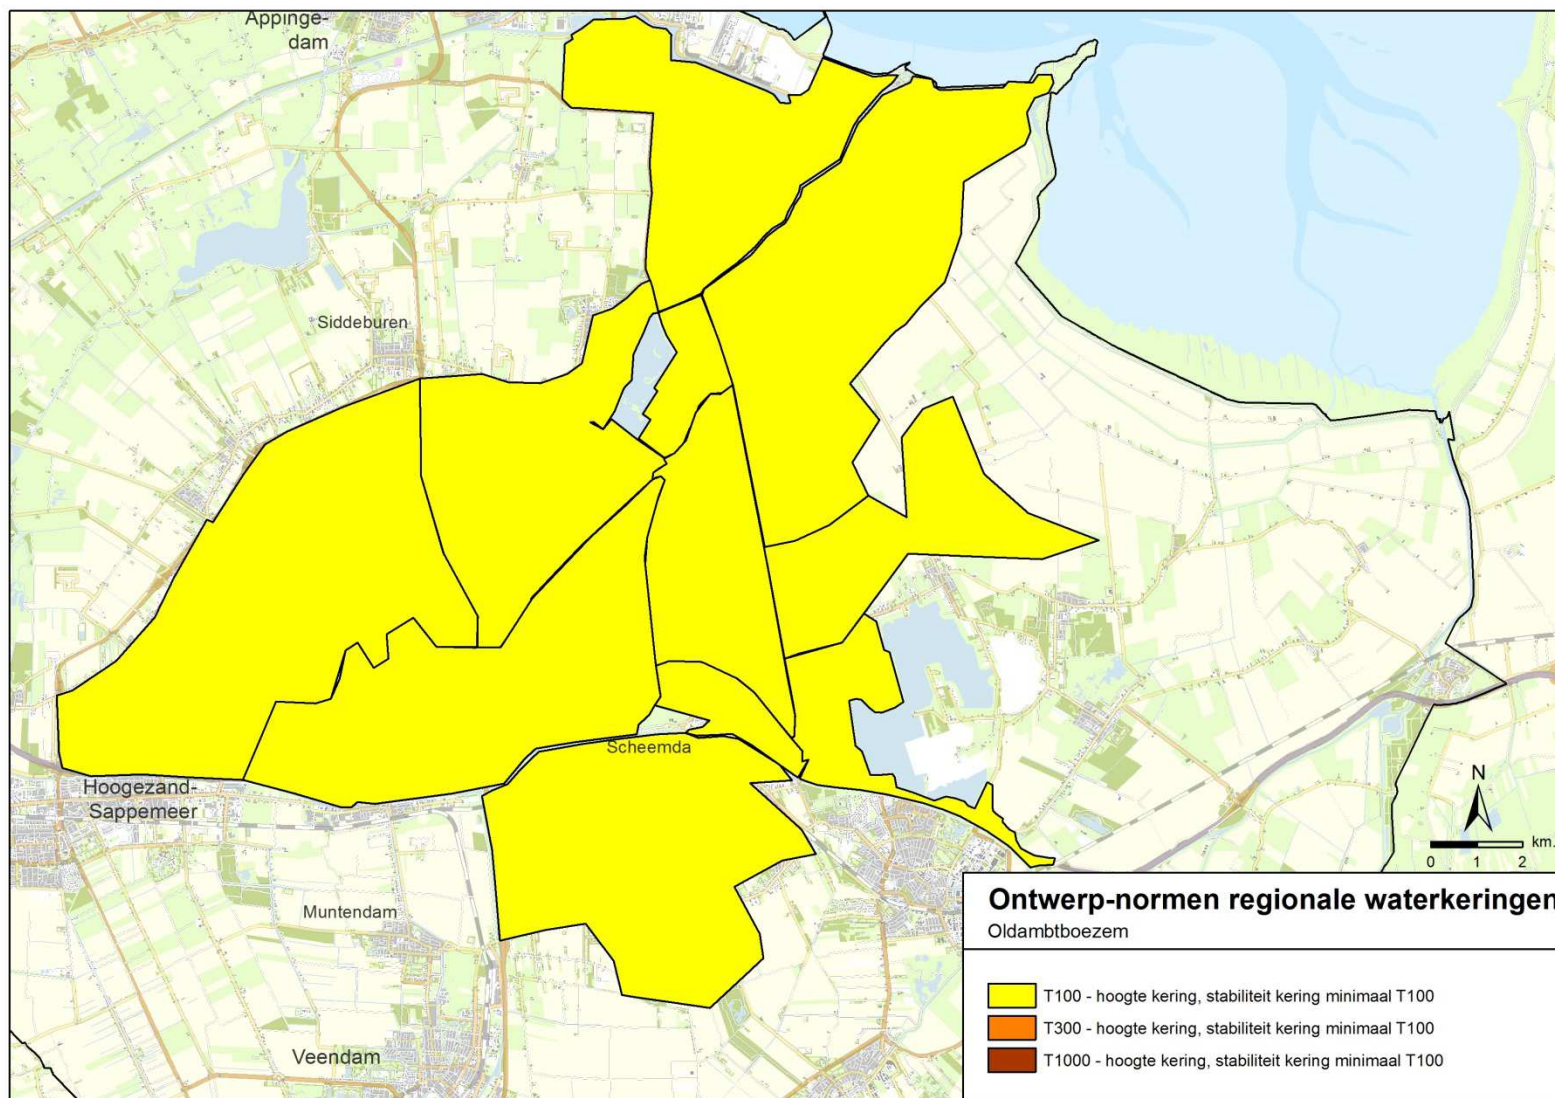 Appinge-
dam
Siddeburen
Scheemda
Hoogezand-
Sappemeer
Muntendam
Veendam
N
km.
0 1 2
Ontwerp-normen regionale waterkeringen
Oldambtboezem
T100 - hoogte kering, stabiliteit kering minimaal T100
T300 - hoogte kering, stabiliteit kering minimaal T100
T1000 - hoogte kering, stabiliteit kering minimaal T100